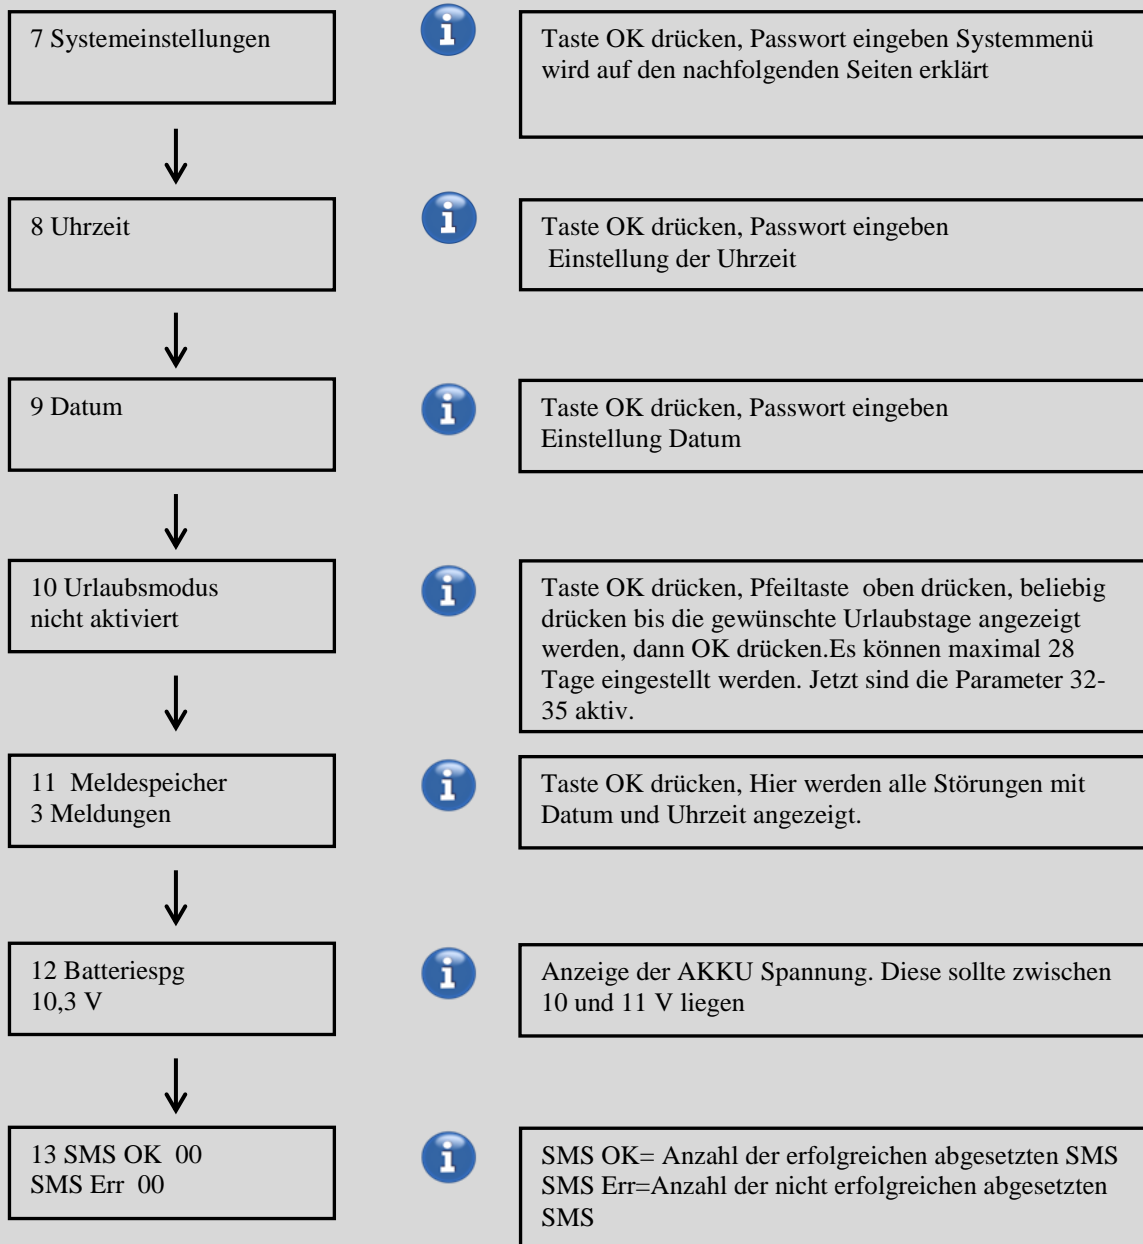 7 Systemeinstellungen
Taste OK drücken, Passwort eingeben Systemmenü
wird auf den nachfolgenden Seiten erklärt
8 Uhrzeit
Taste OK drücken, Passwort eingeben
Einstellung der Uhrzeit
9 Datum
Taste OK drücken, Passwort eingeben
Einstellung Datum
10 Urlaubsmodus
nicht aktiviert
Taste OK drücken, Pfeiltaste  oben drücken, beliebig
drücken bis die gewünschte Urlaubstage angezeigt
werden, dann OK drücken.Es können maximal 28
Tage eingestellt werden. Jetzt sind die Parameter 32-
35 aktiv.
11  Meldespeicher
3 Meldungen
Taste OK drücken, Hier werden alle Störungen mit
Datum und Uhrzeit angezeigt.
12 Batteriespg
10,3 V
Anzeige der AKKU Spannung. Diese sollte zwischen
10 und 11 V liegen
13 SMS OK  00
SMS Err  00
SMS OK= Anzahl der erfolgreichen abgesetzten SMS
SMS Err=Anzahl der nicht erfolgreichen abgesetzten
SMS